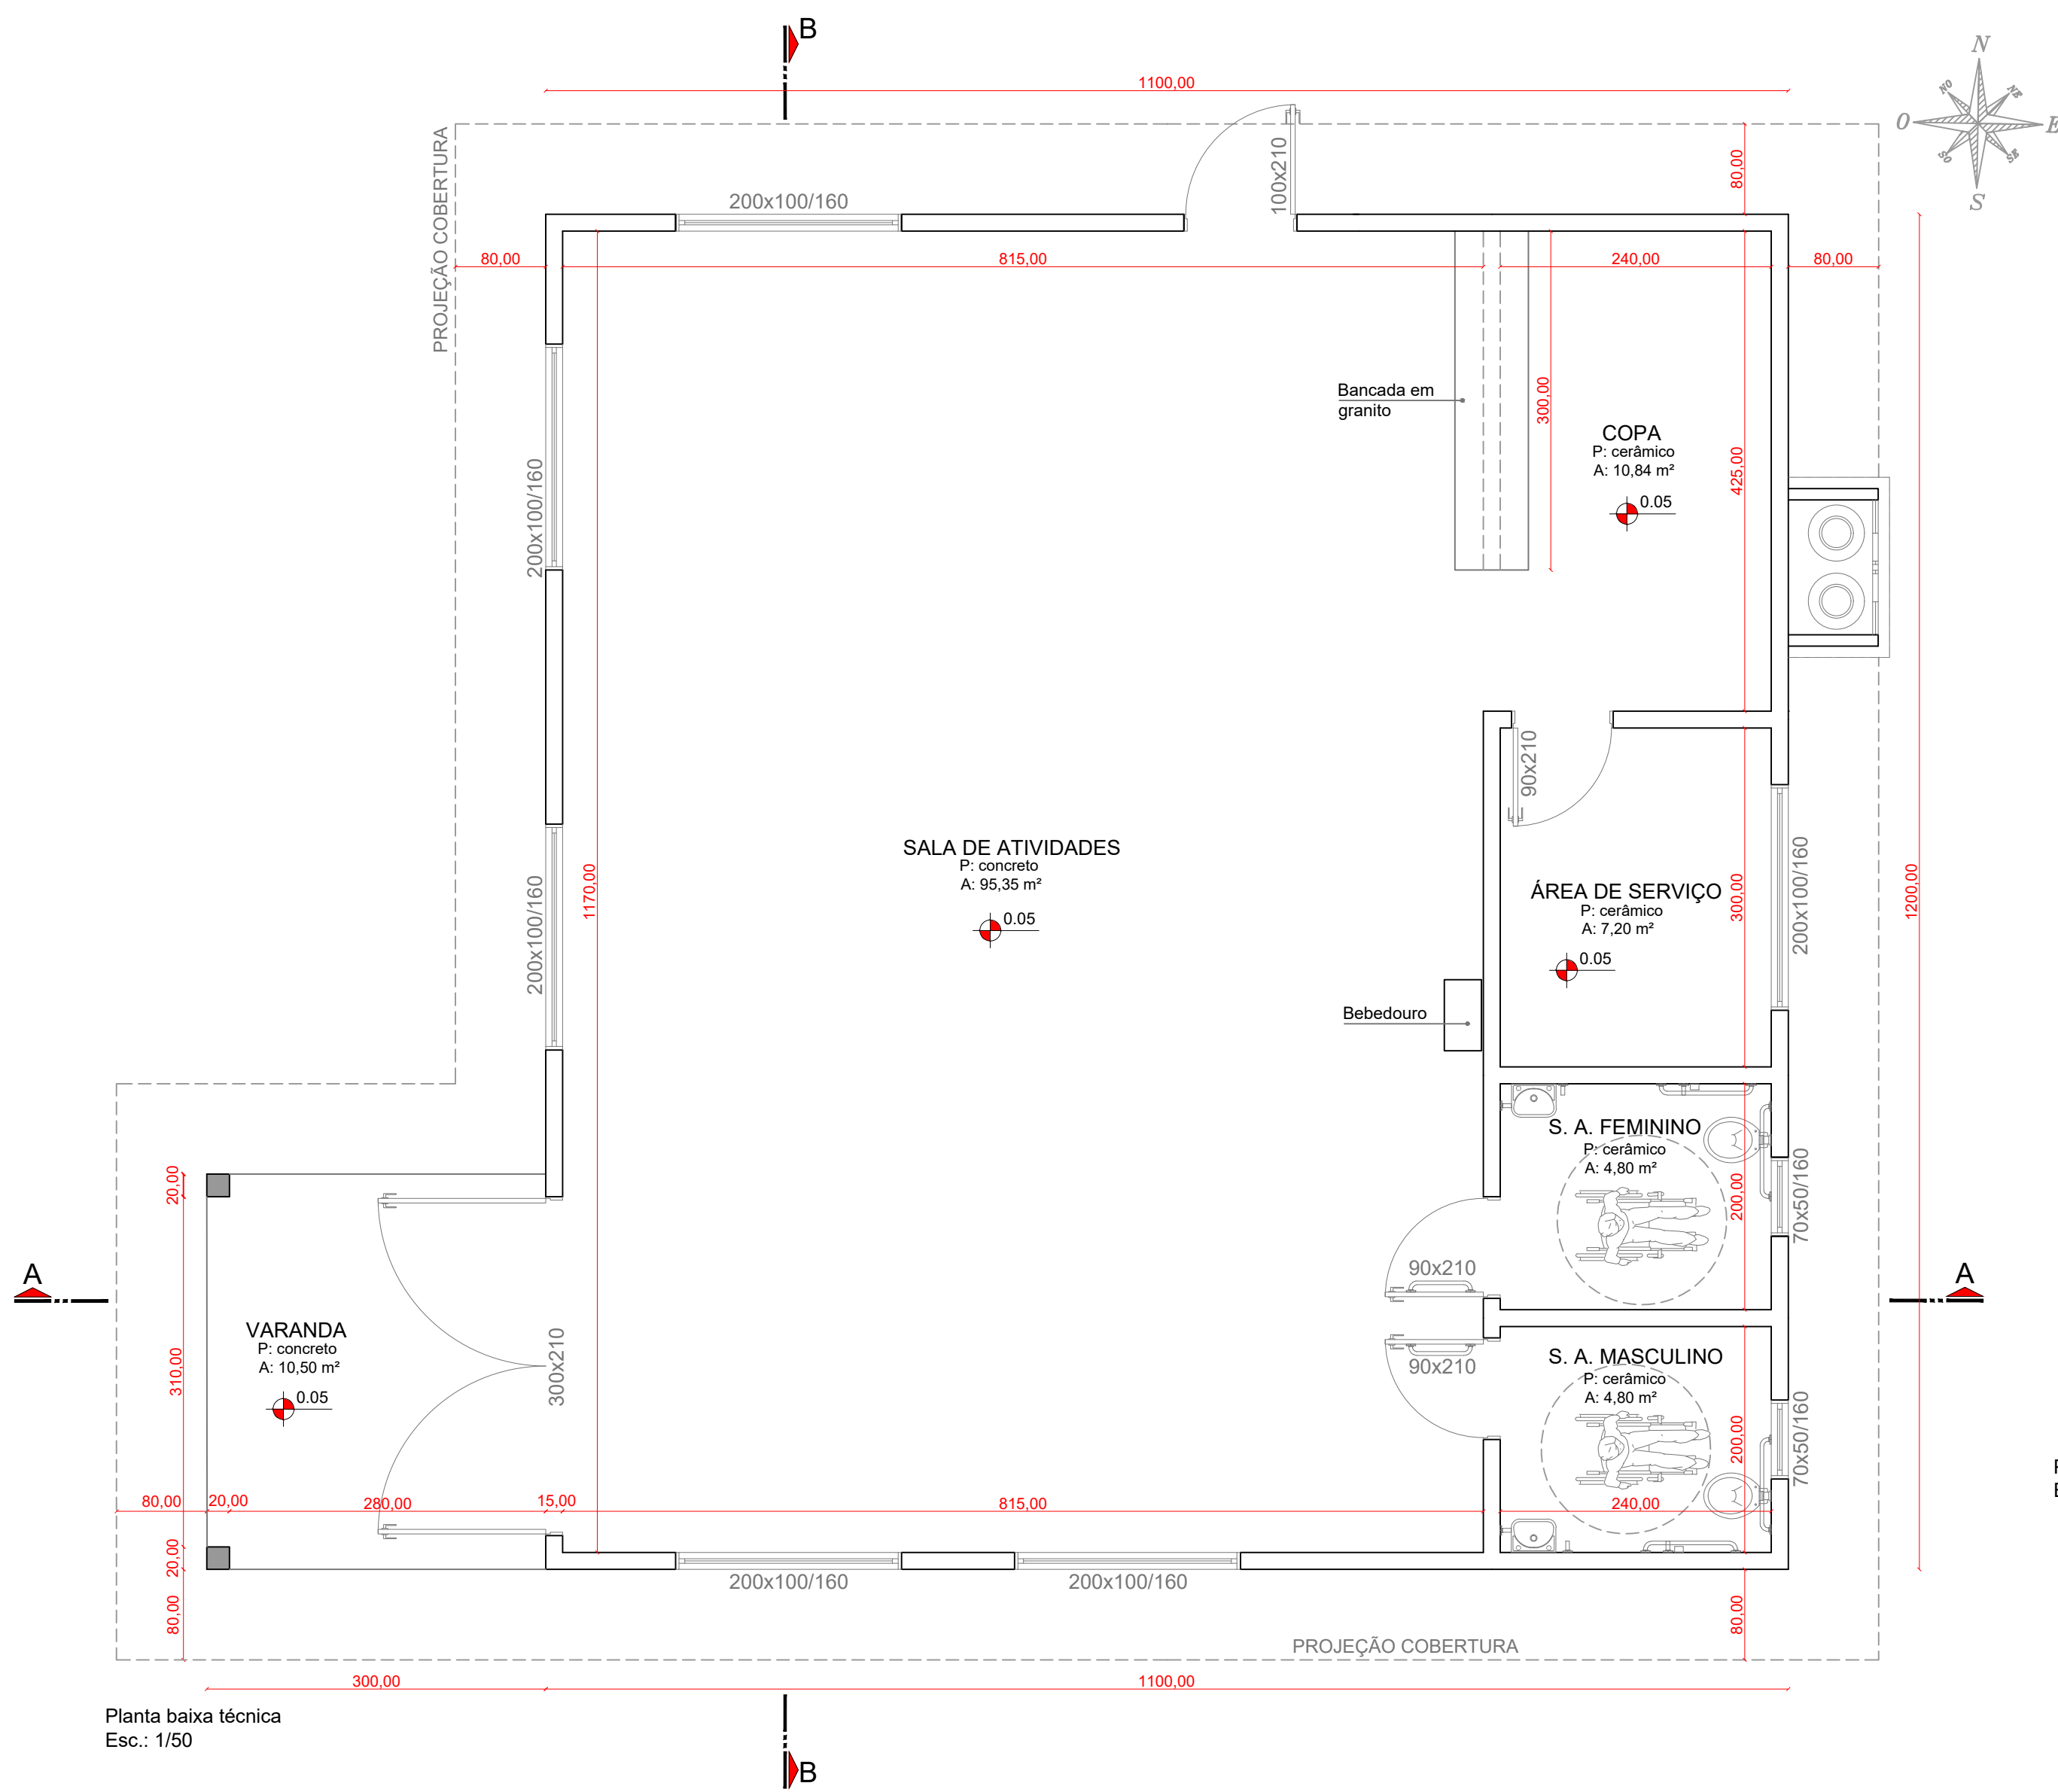 B
N
NO
NE
O
E
SO
SE
S
1100,00
PROJEÇÃO COBERTURA
100x210
80,00
200x100/160
80,00
815,00
240,00
80,00
Bancada em
granito
300,00
COPA
P: cerâmico
A: 10,84 m²
0.05
425,00
200x100/160
90x210
SALA DE ATIVIDADES
P: concreto
A: 95,35 m²
0.05
1170,00
200x100/160
ÁREA DE SERVIÇO
P: cerâmico
A: 7,20 m²
0.05
300,00
200x100/160
1200,00
Bebedouro
S. A. FEMININO
P: cerâmico
A: 4,80 m²
200,00
70x50/160
20,00
A
90x210
A
VARANDA
P: concreto
A: 10,50 m²
0.05
310,00
300x210
90x210
S. A. MASCULINO
P: cerâmico
A: 4,80 m²
200,00
70x50/160
80,00
20,00
280,00
15,00
815,00
240,00
20,00
200x100/160
200x100/160
80,00
80,00
PROJEÇÃO COBERTURA
300,00
1100,00
Planta baixa técnica
Esc.: 1/50
B